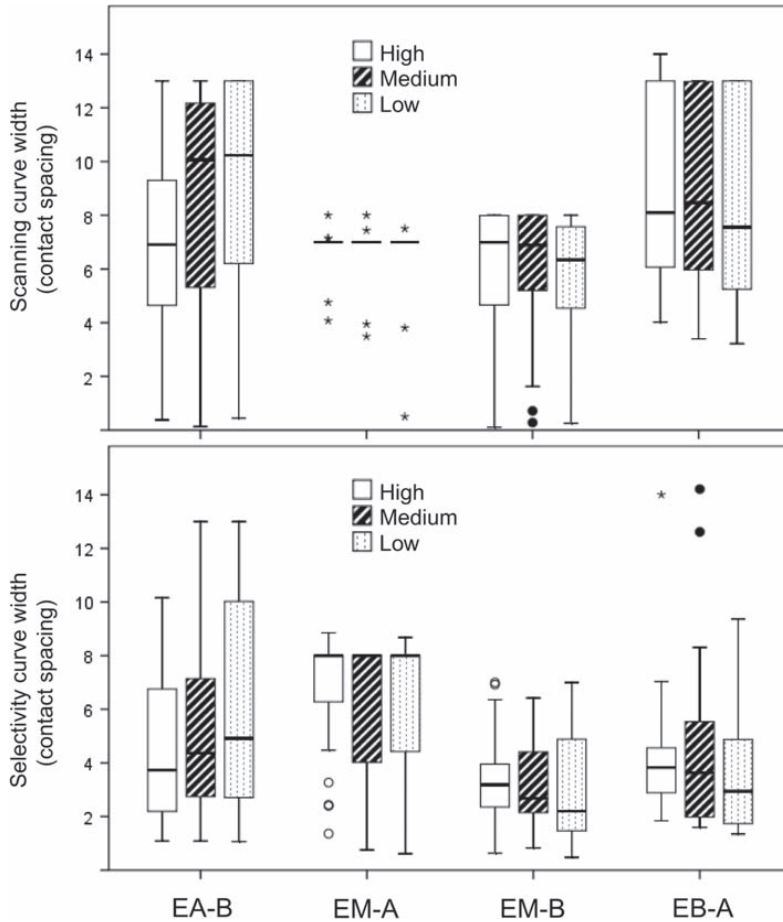 Scanning curve width
(contact spacing)
14
12
10
8
6
4
2
High
Medium
Low
Selectivity curve width
(contact spacing)
14
12
10
8
6
4
2
High
Medium
Low
EA-B EM-A EM-B EB-A